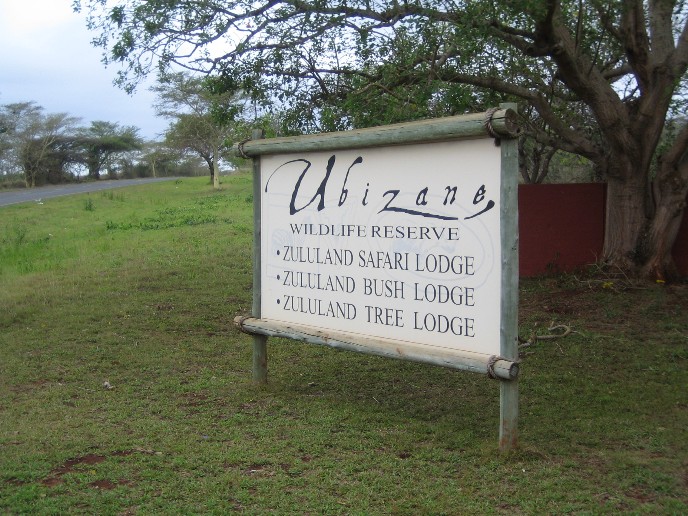 Ubizane
WILDLIFE RESERVE
• ZULULAND SAFARI LODGE
• ZULULAND BUSH LODGE
• ZULULAND TREE LODGE